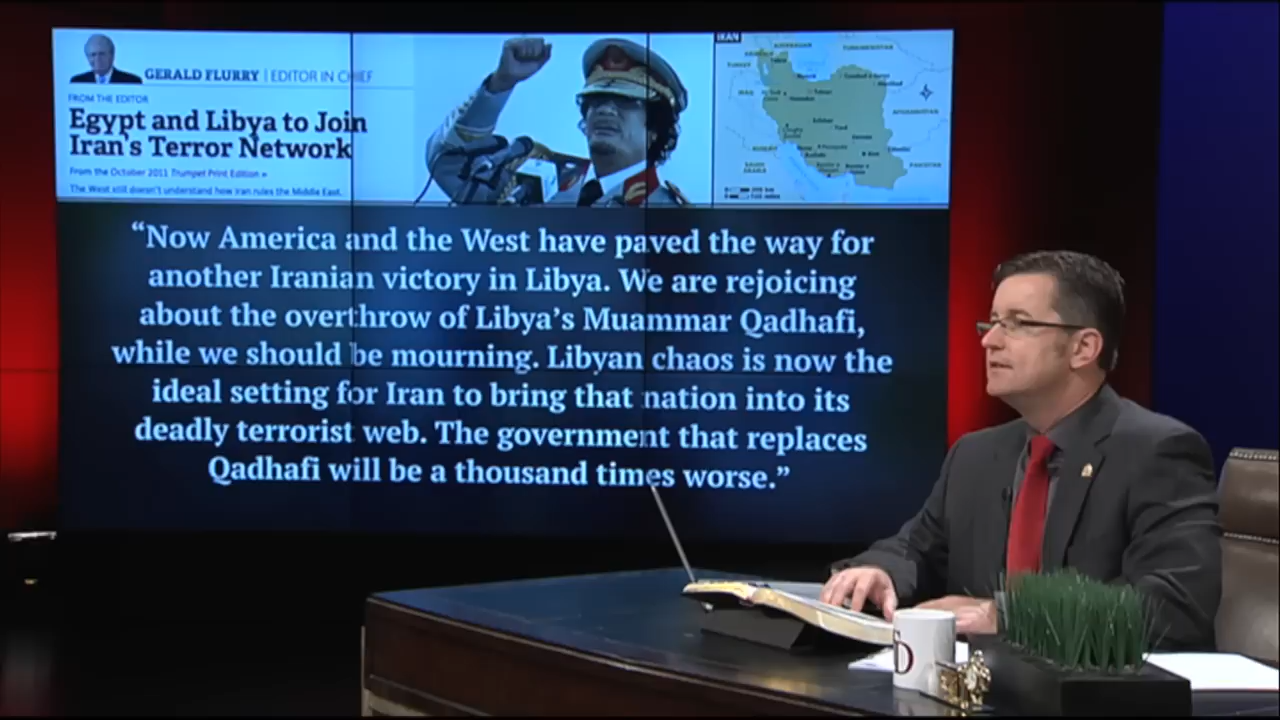 GERALD FLURRY | EDITOR IN CHIEF
FROM THE EDITOR
Egypt and Libya to Join
Iran's Terror Network
From the October 2011 Trumpet Print Edition »
The West still doesn't understand how Iran rules the Middle East.
IRAN
“Now America and the West have paved the way for
another Iranian victory in Libya. We are rejoicing
about the overthrow of Libya’s Muammar Qadhafi,
while we should be mourning. Libyan chaos is now the
ideal setting for Iran to bring that nation into its
deadly terrorist web. The government that replaces
Qadhafi will be a thousand times worse.”